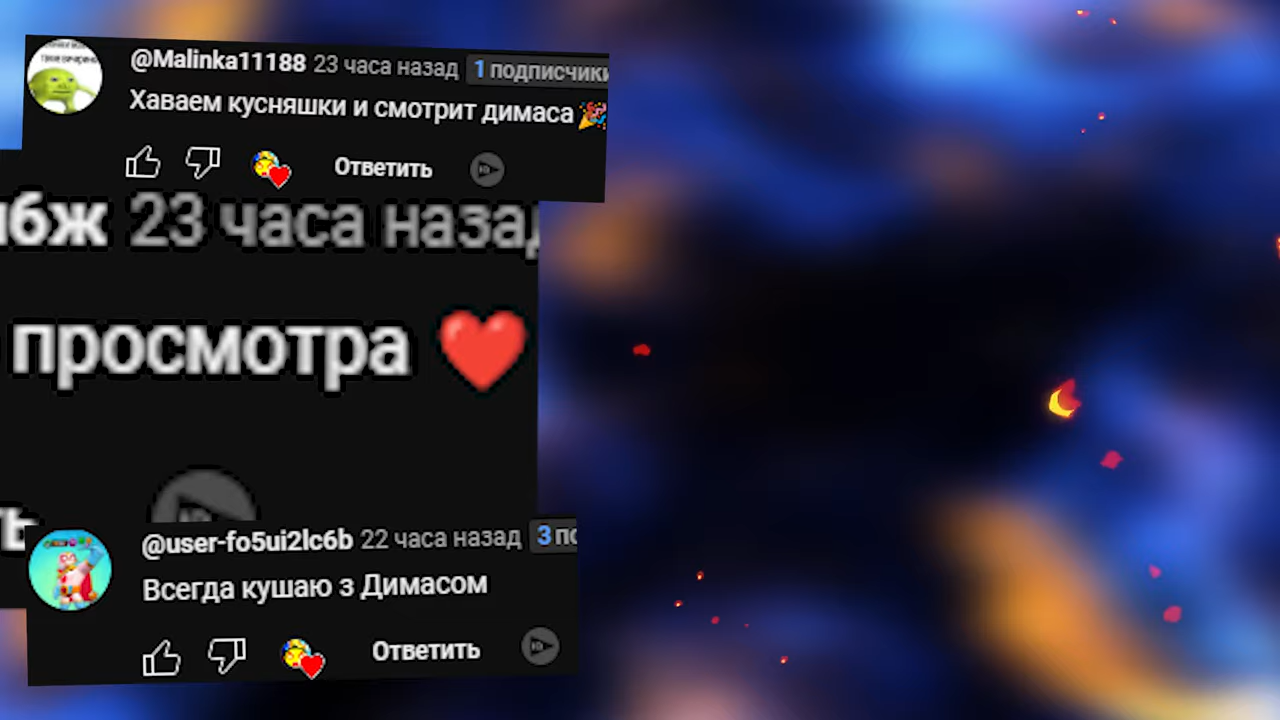 @Malinka11188 23 часа назад 1 подписчики
Хаваем кусняшки и смотрит димаса 🎉
Ответить
23 часа назад
просмотра ❤️
@user-fo5ui2lc6b 22 часа назад 3 по
Всегда кушаю з Димасом
Ответить